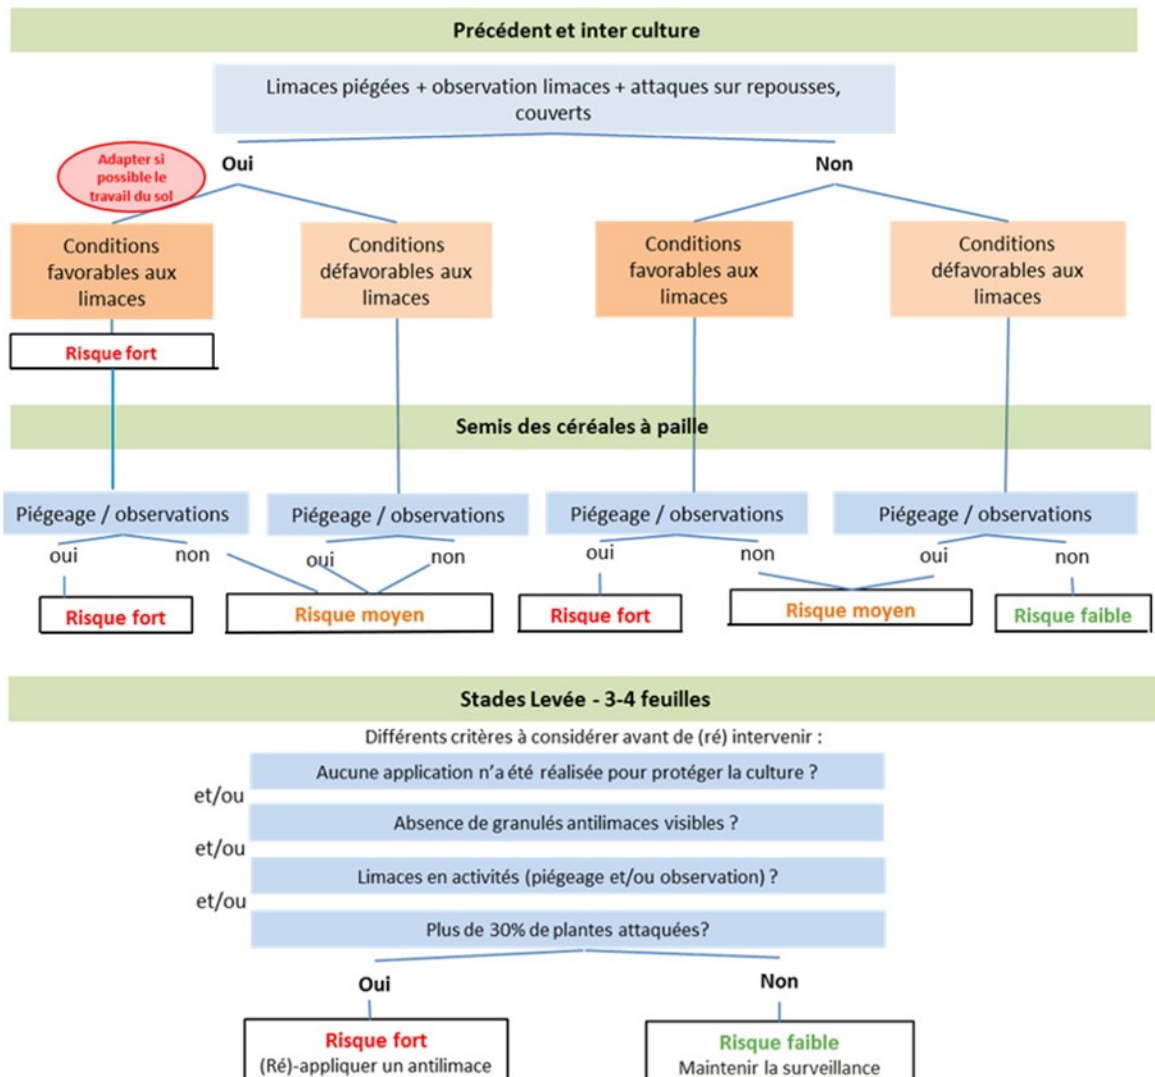 Précédent et inter culture
Limaces piégées + observation limaces + attaques sur repousses,
couverts
Adapter si
possible le
travail du sol
Oui
Non
Conditions
favorables aux
limaces
Conditions
défavorables aux
limaces
Conditions
favorables aux
limaces
Conditions
défavorables aux
limaces
Risque fort
Semis des céréales à paille
Piégeage / observations
Piégeage / observations
Piégeage / observations
Piégeage / observations
oui
non
oui
non
oui
non
oui
non
Risque fort
Risque moyen
Risque fort
Risque moyen
Risque faible
Stades Levée - 3-4 feuilles
Différents critères à considérer avant de (ré) intervenir :
Aucune application n'a été réalisée pour protéger la culture ?
et/ou
Absence de granulés antilimaces visibles ?
et/ou
Limaces en activités (piégeage et/ou observation) ?
et/ou
Plus de 30% de plantes attaquées?
Oui
Non
Risque fort
(Ré)-appliquer un antilimace
Risque faible
Maintenir la surveillance